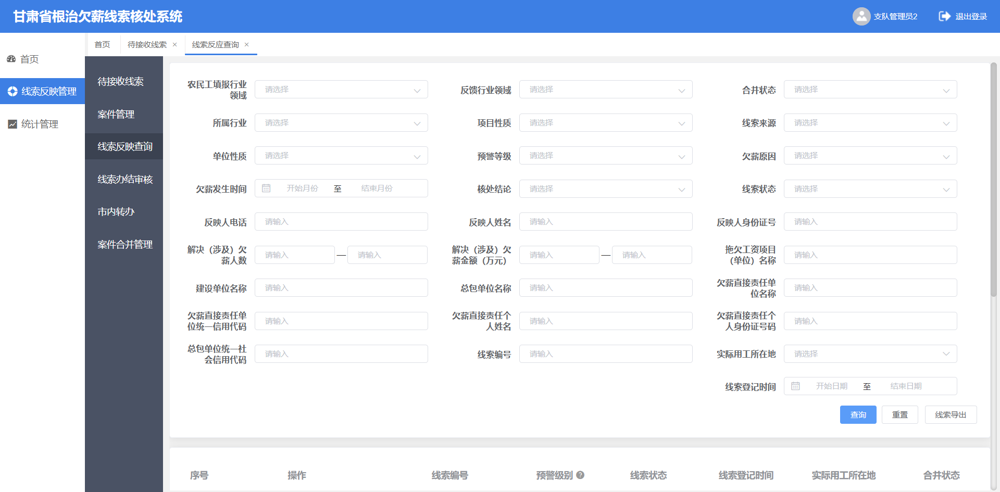 甘肃省根治欠薪线索核处系统
支队管理员2
退出登录
首页
待接收线索 ×
线索反应查询 ×
首页
线索反映管理
统计管理
待接收线索
案件管理
线索反映查询
线索办结审核
市内转办
案件合并管理
农民工填报行业
领域
请选择
反馈行业领域
请选择
合并状态
请选择
所属行业
请选择
项目性质
请选择
线索来源
请选择
单位性质
请选择
预警等级
请选择
欠薪原因
请选择
欠薪发生时间
开始月份 至 结束月份
核处结论
请选择
线索状态
请选择
反映人电话
请输入
反映人姓名
请输入
反映人身份证号
请输入
解决（涉及）欠
薪人数
请输入 — 请输入
解决（涉及）欠
薪金额（万元）
请输入 — 请输入
拖欠工资项目
（单位）名称
请输入
建设单位名称
请输入
总包单位名称
请输入
欠薪直接责任单
位名称
请输入
欠薪直接责任单
位统一信用代码
请输入
欠薪直接责任个
人姓名
请输入
欠薪直接责任个
人身份证号码
请输入
总包单位统一社
会信用代码
请输入
线索编号
请输入
实际用工所在地
请选择
线索登记时间
开始日期 至 结束日期
查询
重置
线索导出
序号 操作 线索编号 预警级别 ? 线索状态 线索登记时间 实际用工所在地 合并状态